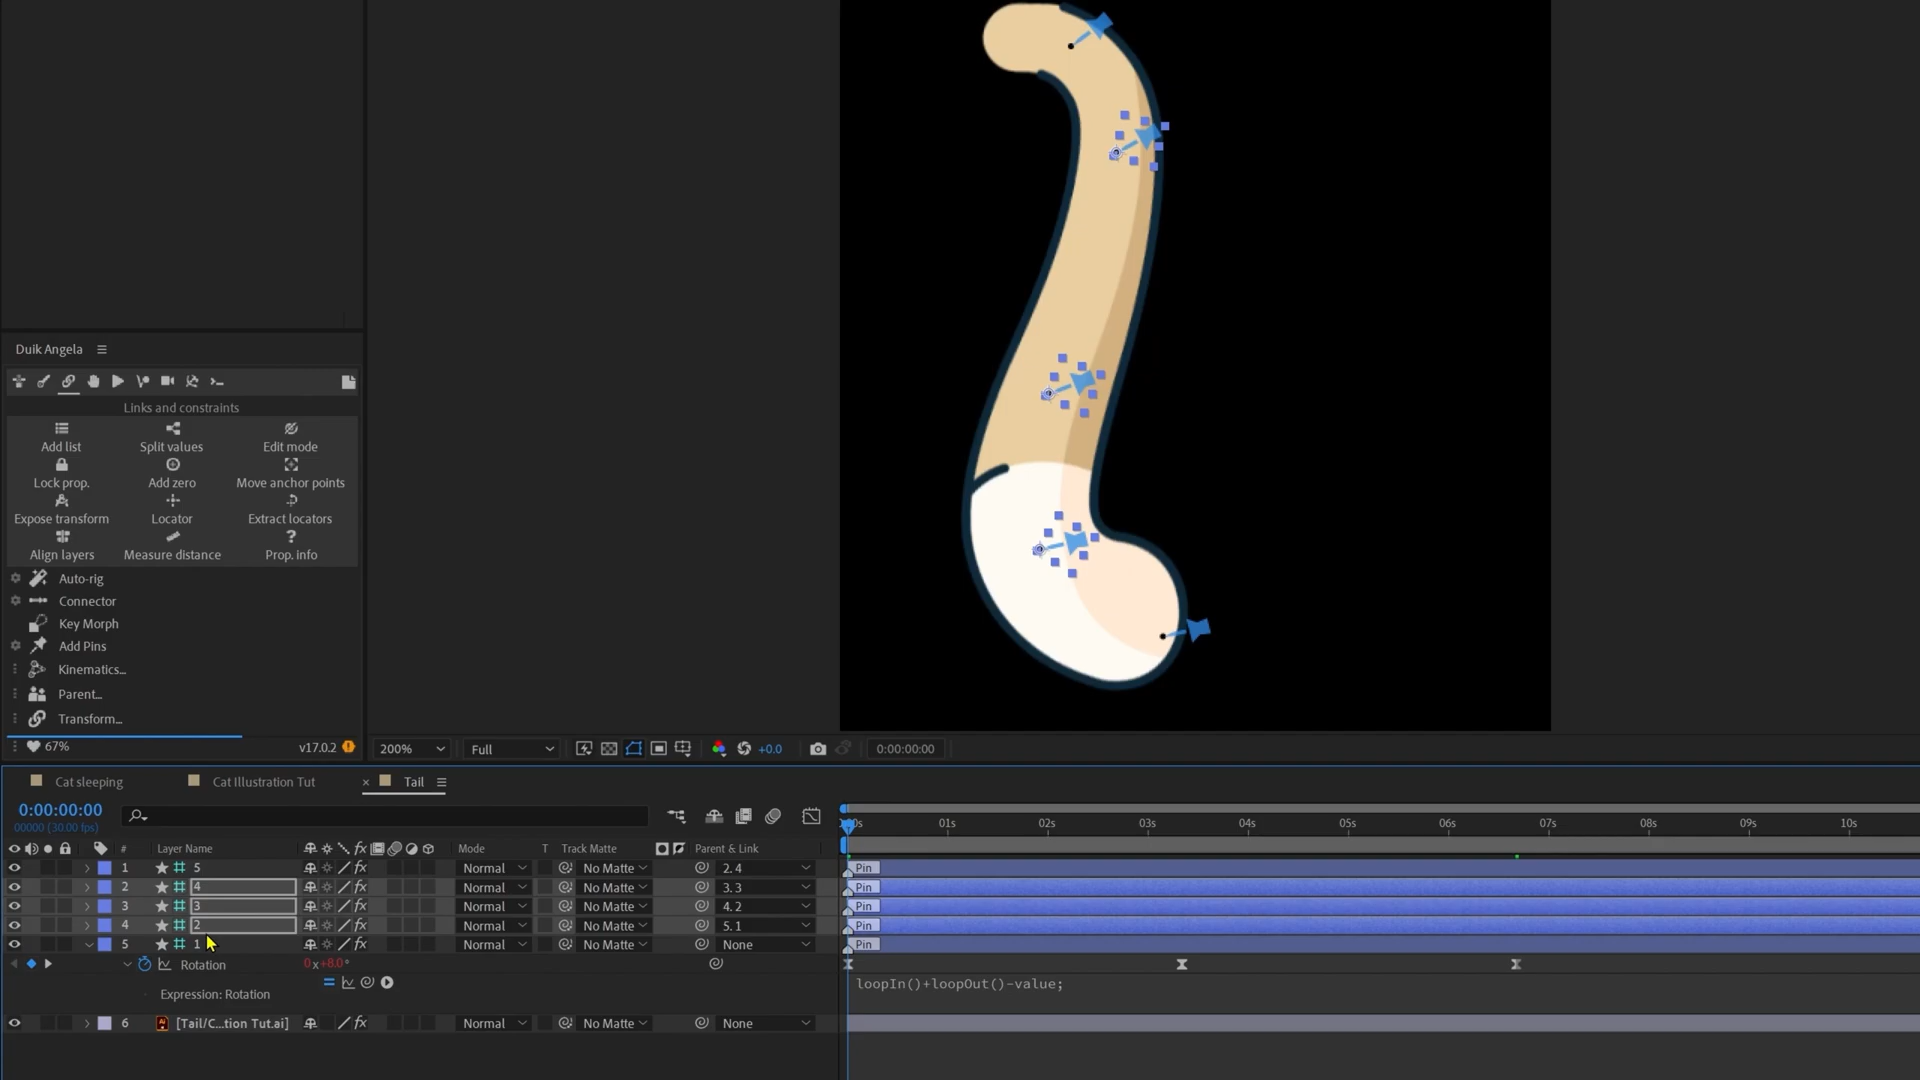 Duik Angela
Links and constraints
Add list Split values Edit mode
Lock prop. Add zero Move anchor points
Expose transform Locator Extract locators
Align layers Measure distance Prop. info
Auto-rig
Connector
Key Morph
Add Pins
Kinematics...
Parent...
Transform...
67% v17.0.2
200% Full +0.0 0:00:00:00
Cat sleeping Cat Illustration Tut × Tail
0:00:00:00
00000 (30.00 fps)
01s 02s 03s 04s 05s 06s 07s 08s 09s 10s
# Layer Name fx Mode T Track Matte Parent & Link
1 5 fx Normal No Matte 2. 4 Pin
2 4 fx Normal No Matte 3. 3 Pin
3 3 fx Normal No Matte 4. 2 Pin
4 2 fx Normal No Matte 5. 1 Pin
5 1 fx Normal No Matte None Pin
Rotation 0x+8.0°
Expression: Rotation loopIn()+loopOut()-value;
6 [Tail/C...tion Tut.ai] fx Normal No Matte None